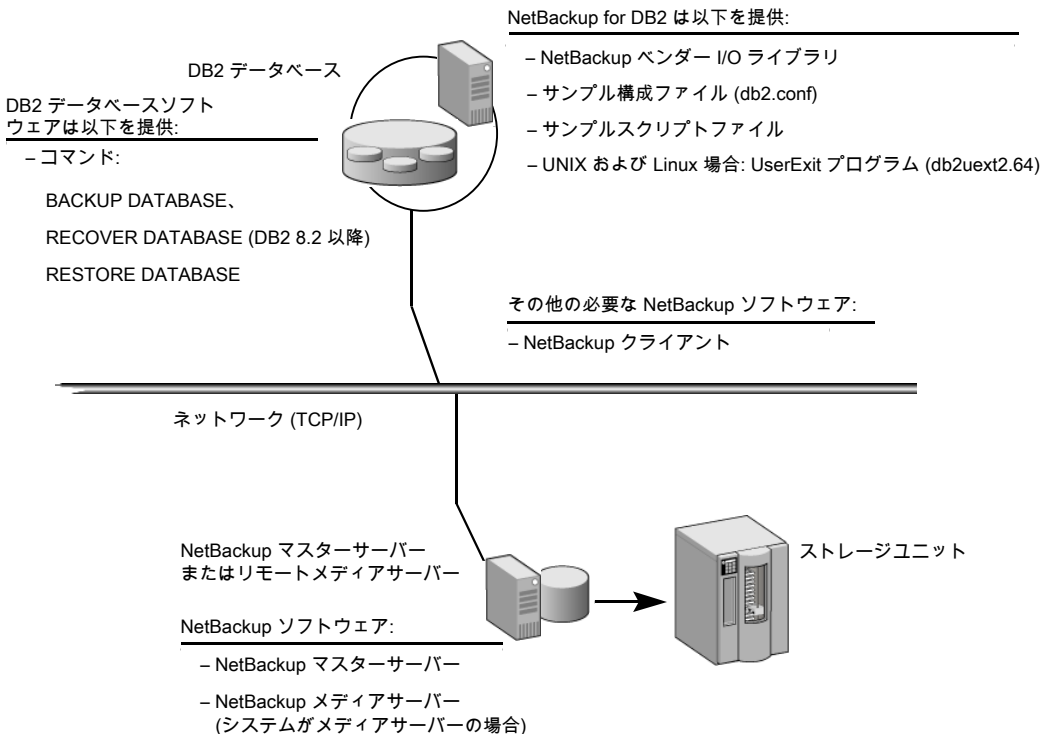 NetBackup for DB2 は以下を提供:
– NetBackup ベンダー I/O ライブラリ
– サンプル構成ファイル (db2.conf)
– サンプルスクリプトファイル
– UNIX および Linux 場合: UserExit プログラム (db2uext2.64)
DB2 データベース
DB2 データベースソフト
ウェアは以下を提供:
– コマンド:
BACKUP DATABASE、
RECOVER DATABASE (DB2 8.2 以降)
RESTORE DATABASE
その他の必要な NetBackup ソフトウェア:
– NetBackup クライアント
ネットワーク (TCP/IP)
NetBackup マスターサーバー
またはリモートメディアサーバー
ストレージユニット
NetBackup ソフトウェア:
– NetBackup マスターサーバー
– NetBackup メディアサーバー
(システムがメディアサーバーの場合)